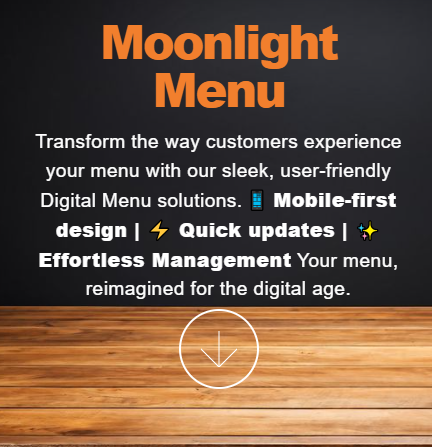 Moonlight
Menu
Transform the way customers experience
your menu with our sleek, user-friendly
Digital Menu solutions. 📱 Mobile-first
design | ⚡ Quick updates | ✨
Effortless Management Your menu,
reimagined for the digital age.